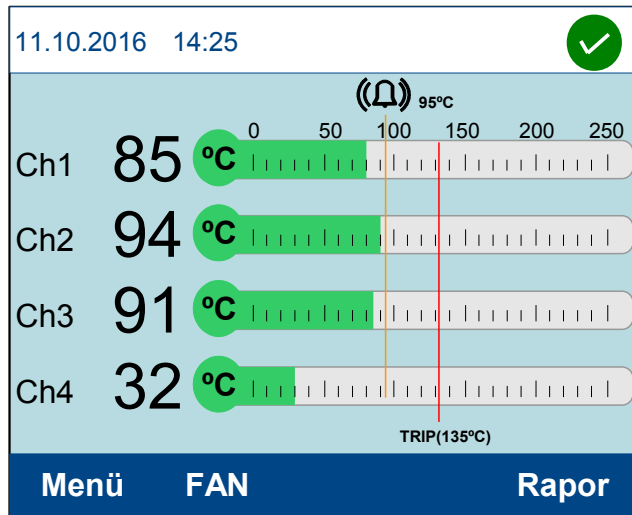 11.10.2016 14:25
95ºC
0 50 100 150 200 250
Ch1 85 ºC
Ch2 94 ºC
Ch3 91 ºC
Ch4 32 ºC
TRIP(135ºC)
Menü FAN Rapor